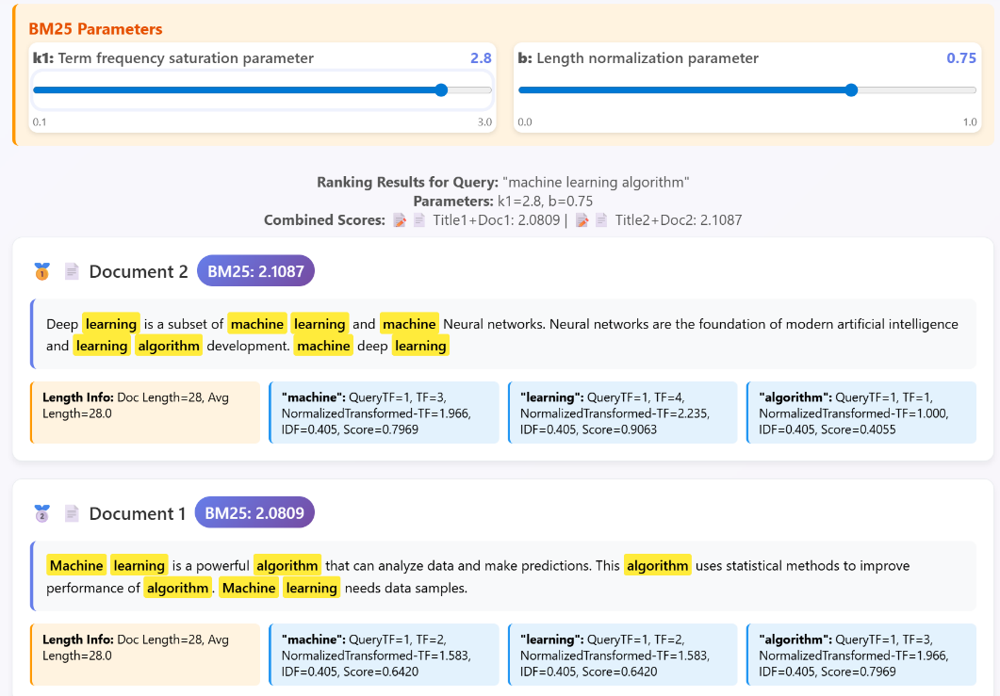 BM25 Parameters
k1: Term frequency saturation parameter 2.8
0.1 3.0
b: Length normalization parameter 0.75
0.0 1.0
Ranking Results for Query: "machine learning algorithm"
Parameters: k1=2.8, b=0.75
Combined Scores: Title1+Doc1: 2.0809 | Title2+Doc2: 2.1087
1 Document 2 BM25: 2.1087
Deep learning is a subset of machine learning and machine Neural networks. Neural networks are the foundation of modern artificial intelligence
and learning algorithm development. machine deep learning
Length Info: Doc Length=28, Avg
Length=28.0
"machine": QueryTF=1, TF=3,
NormalizedTransformed-TF=1.966,
IDF=0.405, Score=0.7969
"learning": QueryTF=1, TF=4,
NormalizedTransformed-TF=2.235,
IDF=0.405, Score=0.9063
"algorithm": QueryTF=1, TF=1,
NormalizedTransformed-TF=1.000,
IDF=0.405, Score=0.4055
2 Document 1 BM25: 2.0809
Machine learning is a powerful algorithm that can analyze data and make predictions. This algorithm uses statistical methods to improve
performance of algorithm. Machine learning needs data samples.
Length Info: Doc Length=28, Avg
Length=28.0
"machine": QueryTF=1, TF=2,
NormalizedTransformed-TF=1.583,
IDF=0.405, Score=0.6420
"learning": QueryTF=1, TF=2,
NormalizedTransformed-TF=1.583,
IDF=0.405, Score=0.6420
"algorithm": QueryTF=1, TF=3,
NormalizedTransformed-TF=1.966,
IDF=0.405, Score=0.7969